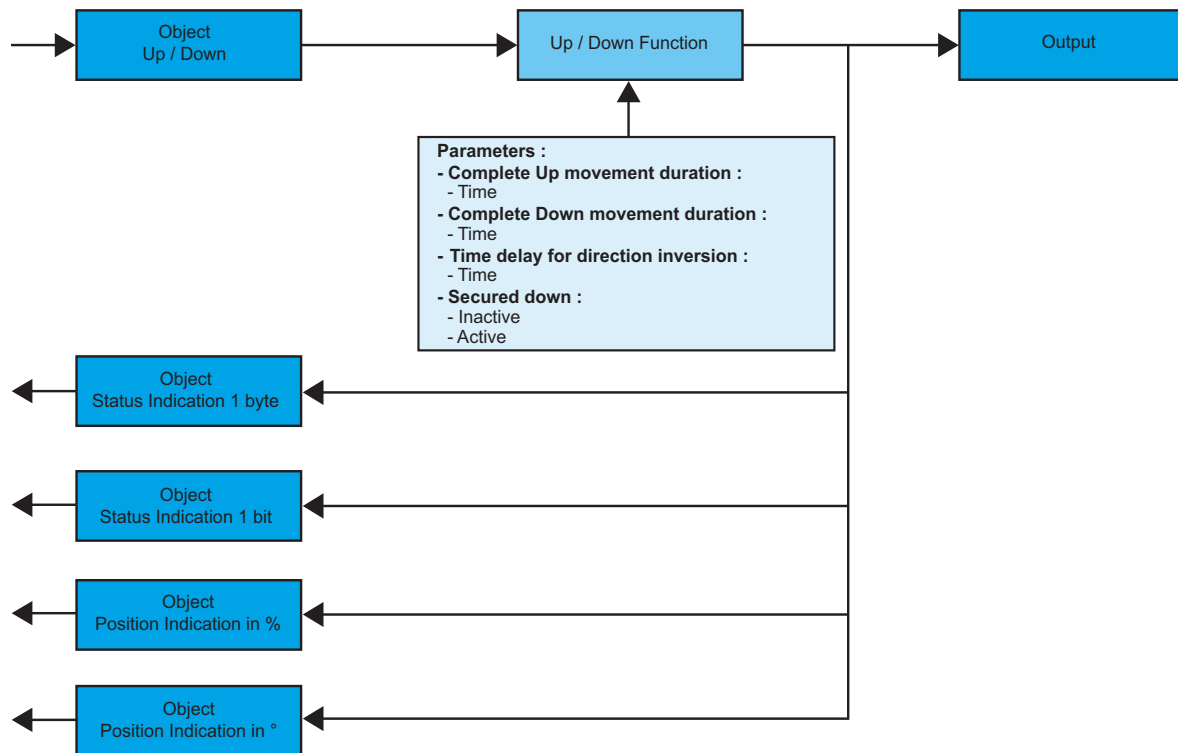 Object
Up / Down
Up / Down Function
Output
Parameters :
- Complete Up movement duration :
- Time
- Complete Down movement duration :
- Time
- Time delay for direction inversion :
- Time
- Secured down :
- Inactive
- Active
Object
Status Indication 1 byte
Object
Status Indication 1 bit
Object
Position Indication in %
Object
Position Indication in °